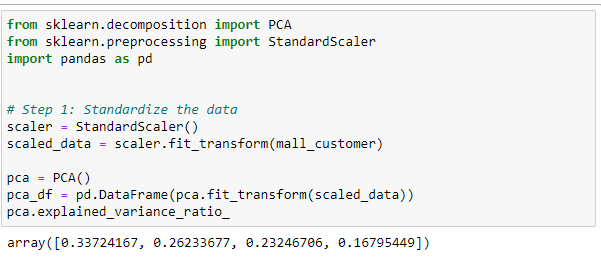 from sklearn.decomposition import PCA
from sklearn.preprocessing import StandardScaler
import pandas as pd
# Step 1: Standardize the data
scaler = StandardScaler()
scaled_data = scaler.fit_transform(mall_customer)
pca = PCA()
pca_df = pd.DataFrame(pca.fit_transform(scaled_data))
pca.explained_variance_ratio_
array([0.33724167, 0.26233677, 0.23246706, 0.16795449])